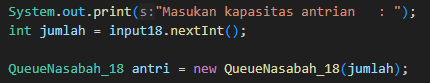 System.out.print(s:"Masukan kapasitas antrian   : ");
int jumlah = input18.nextInt();
QueueNasabah_18 antri = new QueueNasabah_18(jumlah);